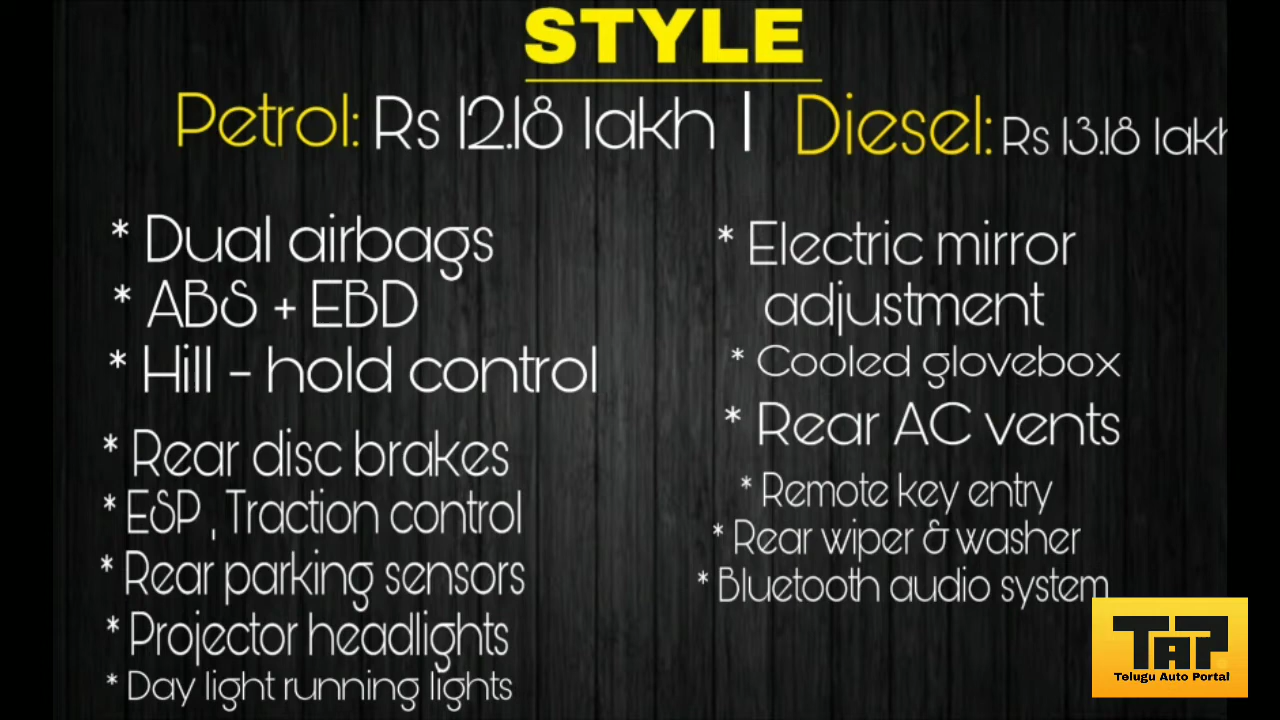 STYLE
Petrol: Rs 12.18 lakh | Diesel: Rs 13.18 lakh
* Dual airbags
* ABS + EBD
* Hill - hold control
* Rear disc brakes
* ESP , Traction control
* Rear parking sensors
* Projector headlights
* Day light running lights
* Electric mirror
adjustment
* Cooled glovebox
* Rear AC vents
* Remote key entry
* Rear wiper & washer
* Bluetooth audio system
TAP
Telugu Auto Portal